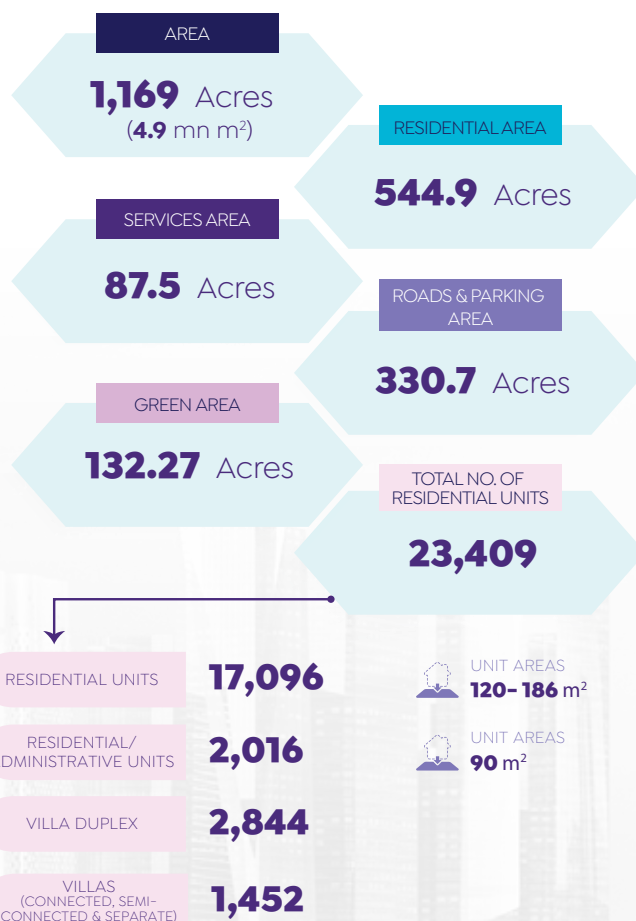 AREA
1,169 Acres
(4.9 mn m²)
RESIDENTIAL AREA
544.9 Acres
SERVICES AREA
87.5 Acres
ROADS & PARKING
AREA
330.7 Acres
GREEN AREA
132.27 Acres
TOTAL NO. OF
RESIDENTIAL UNITS
23,409
RESIDENTIAL UNITS
17,096
UNIT AREAS
120-186 m²
RESIDENTIAL/
DMINISTRATIVE UNITS
2,016
UNIT AREAS
90 m²
VILLA DUPLEX
2,844
VILLAS
(CONNECTED, SEMI-
CONNECTED & SEPARATE)
1,452